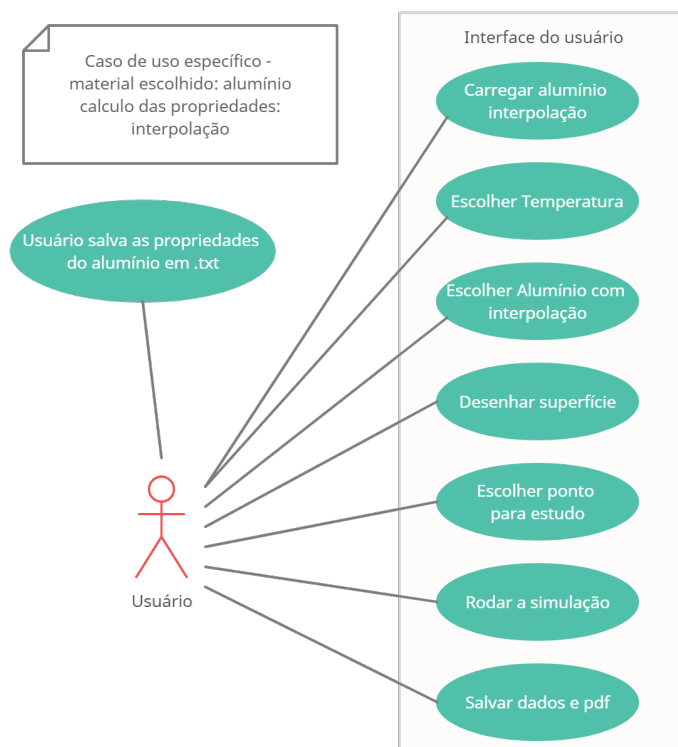 Caso de uso específico -
material escolhido: alumínio
calculo das propriedades:
interpolação
Usuário salva as propriedades
do alumínio em .txt
Usuário
Interface do usuário
Carregar alumínio
interpolação
Escolher Temperatura
Escolher Alumínio com
interpolação
Desenhar superfície
Escolher ponto
para estudo
Rodar a simulação
Salvar dados e pdf